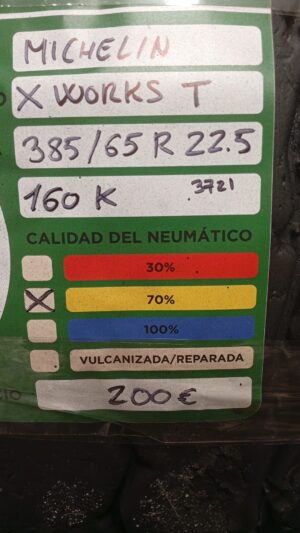 MICHELIN
X WORKS T
385/65 R 22.5
160 K 3721
CALIDAD DEL NEUMÁTICO
30%
X 70%
100%
VULCANIZADA/REPARADA
200€